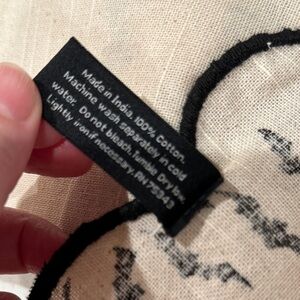 Made in India. 100% Cotton.
Machine wash separately in cold
water. Do not bleach, tumble Dry low.
Lightly iron if necessary. RN 75943